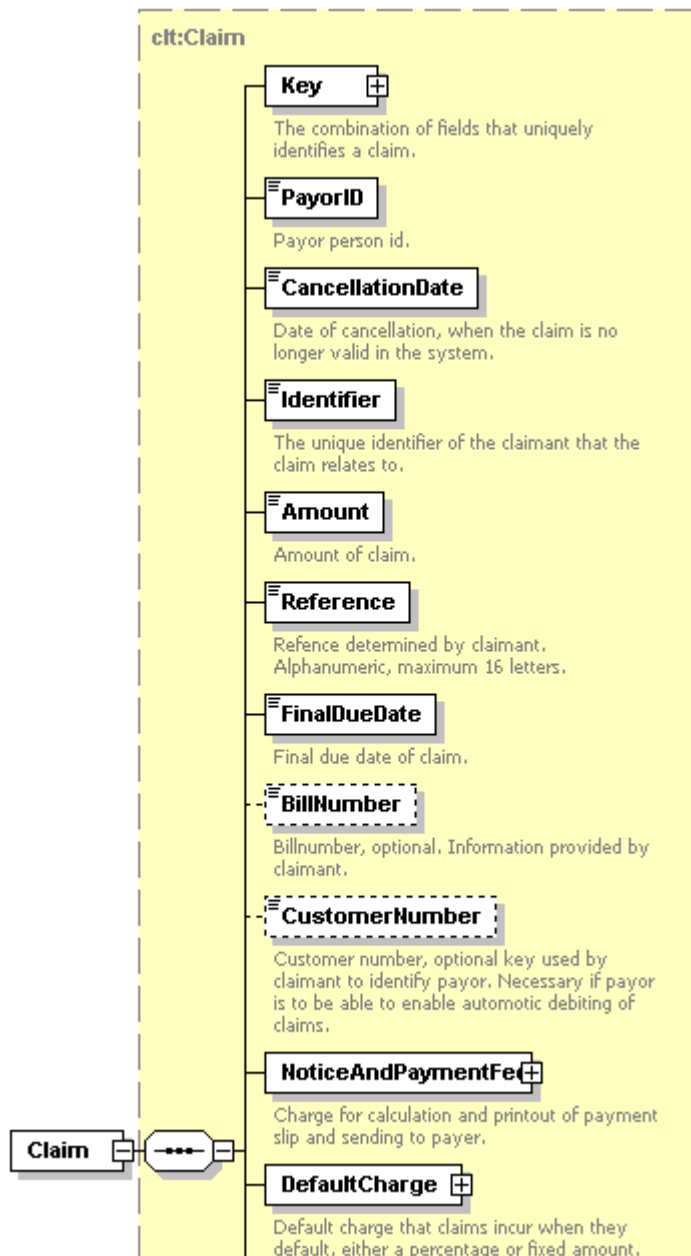 clt:Claim
Key
The combination of fields that uniquely
identifies a claim.
PayorID
Payor person id.
CancellationDate
Date of cancellation, when the claim is no
longer valid in the system.
Identifier
The unique identifier of the claimant that the
claim relates to.
Amount
Amount of claim.
Reference
Refence determined by claimant.
Alphanumeric, maximum 16 letters.
FinalDueDate
Final due date of claim.
BillNumber
Billnumber, optional. Information provided by
claimant.
CustomerNumber
Customer number, optional key used by
claimant to identify payor. Necessary if payor
is to be able to enable automotic debiting of
claims.
NoticeAndPaymentFee
Charge for calculation and printout of payment
slip and sending to payer.
Claim
DefaultCharge
Default charge that claims incur when they
default, either a percentage or fixed amount.